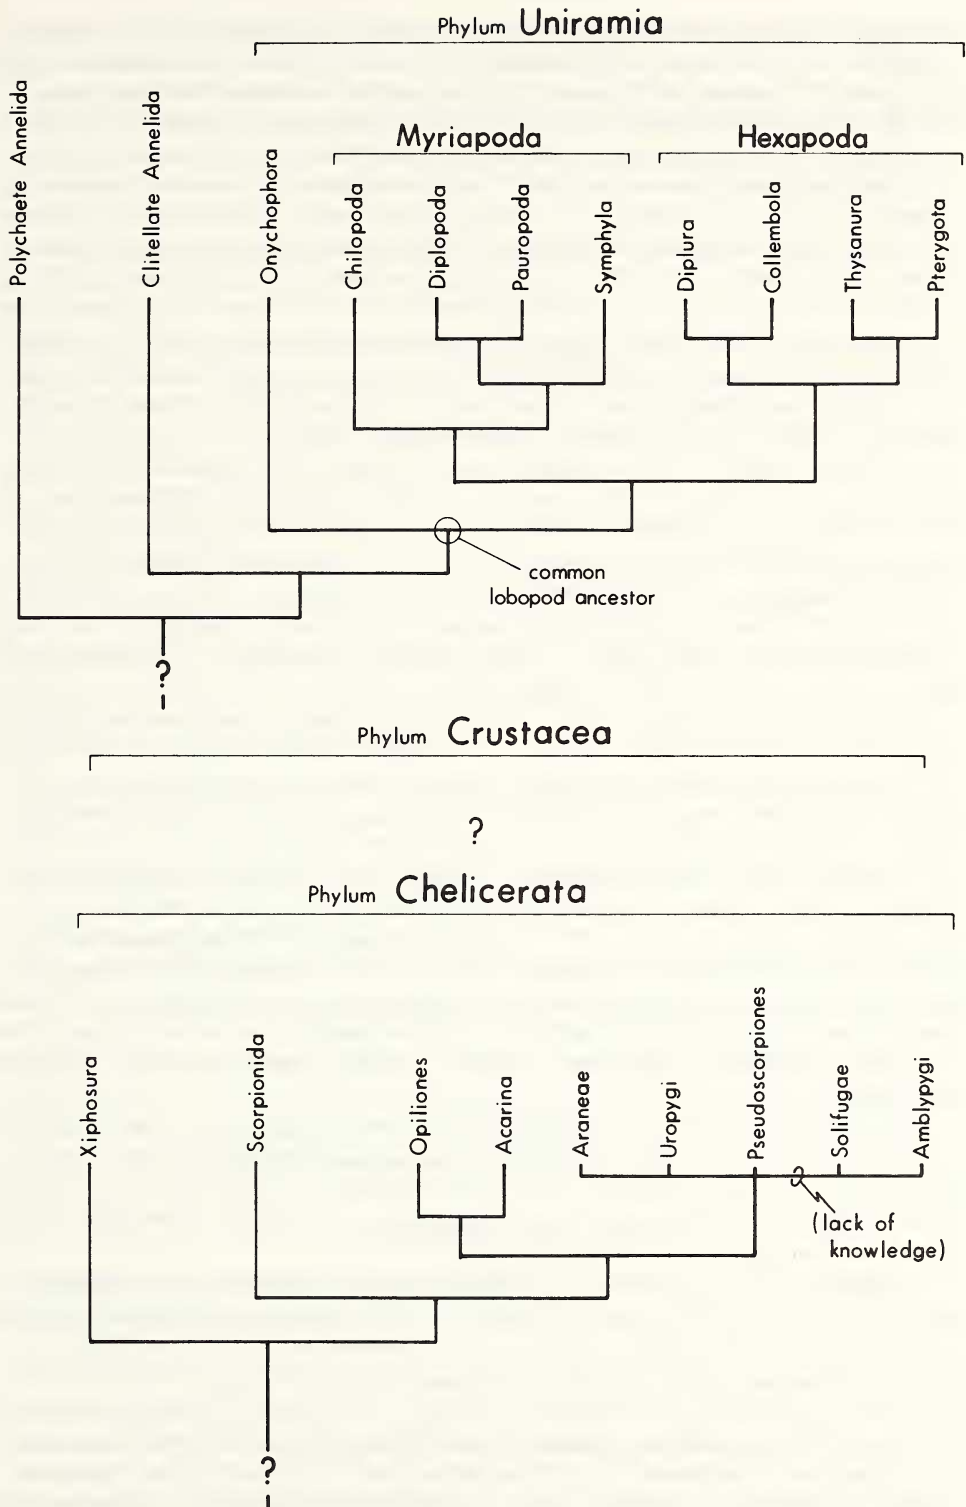 Phylum Uniramia
Polychaete Annelida
Clitellate Annelida
Onychophora
Myriapoda
Chilopoda
Diplopoda
Pauropoda
Symphyla
Hexapoda
Diplura
Collembola
Thysanura
Pterygota
common
lobopod ancestor
?
Phylum Crustacea
?
Phylum Chelicerata
Xiphosura
Scorpionida
Opiliones
Acarina
Araneae
Uropygi
Pseudoscorpiones
Solifugae
Amblypygi
(lack of
knowledge)
?